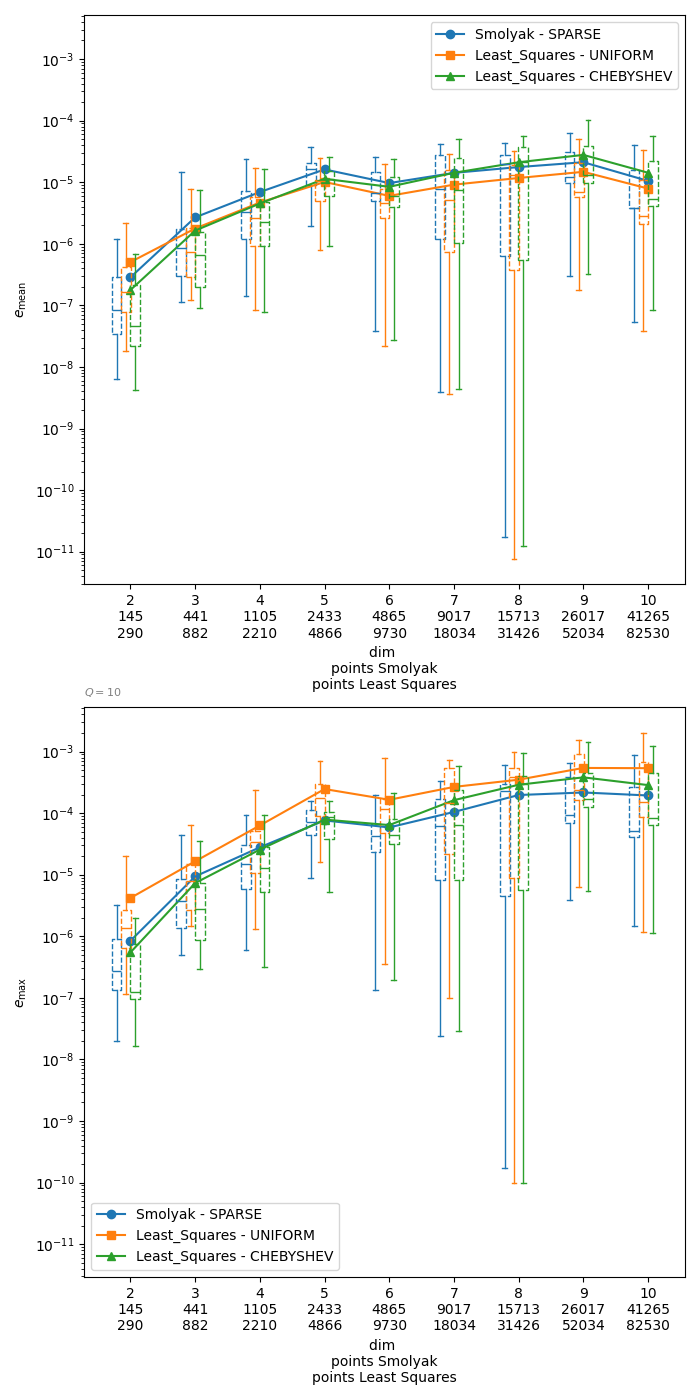 Smolyak - SPARSE
Least_Squares - UNIFORM
Least_Squares - CHEBYSHEV
10⁻³
10⁻⁴
10⁻⁵
10⁻⁶
10⁻⁷
10⁻⁸
10⁻⁹
10⁻¹⁰
10⁻¹¹
e_mean
2 3 4 5 6 7 8 9 10
145 441 1105 2433 4865 9017 15713 26017 41265
290 882 2210 4866 9730 18034 31426 52034 82530
dim
points Smolyak
points Least Squares
Q = 10
10⁻³
10⁻⁴
10⁻⁵
10⁻⁶
10⁻⁷
10⁻⁸
10⁻⁹
10⁻¹⁰
10⁻¹¹
e_max
Smolyak - SPARSE
Least_Squares - UNIFORM
Least_Squares - CHEBYSHEV
2 3 4 5 6 7 8 9 10
145 441 1105 2433 4865 9017 15713 26017 41265
290 882 2210 4866 9730 18034 31426 52034 82530
dim
points Smolyak
points Least Squares